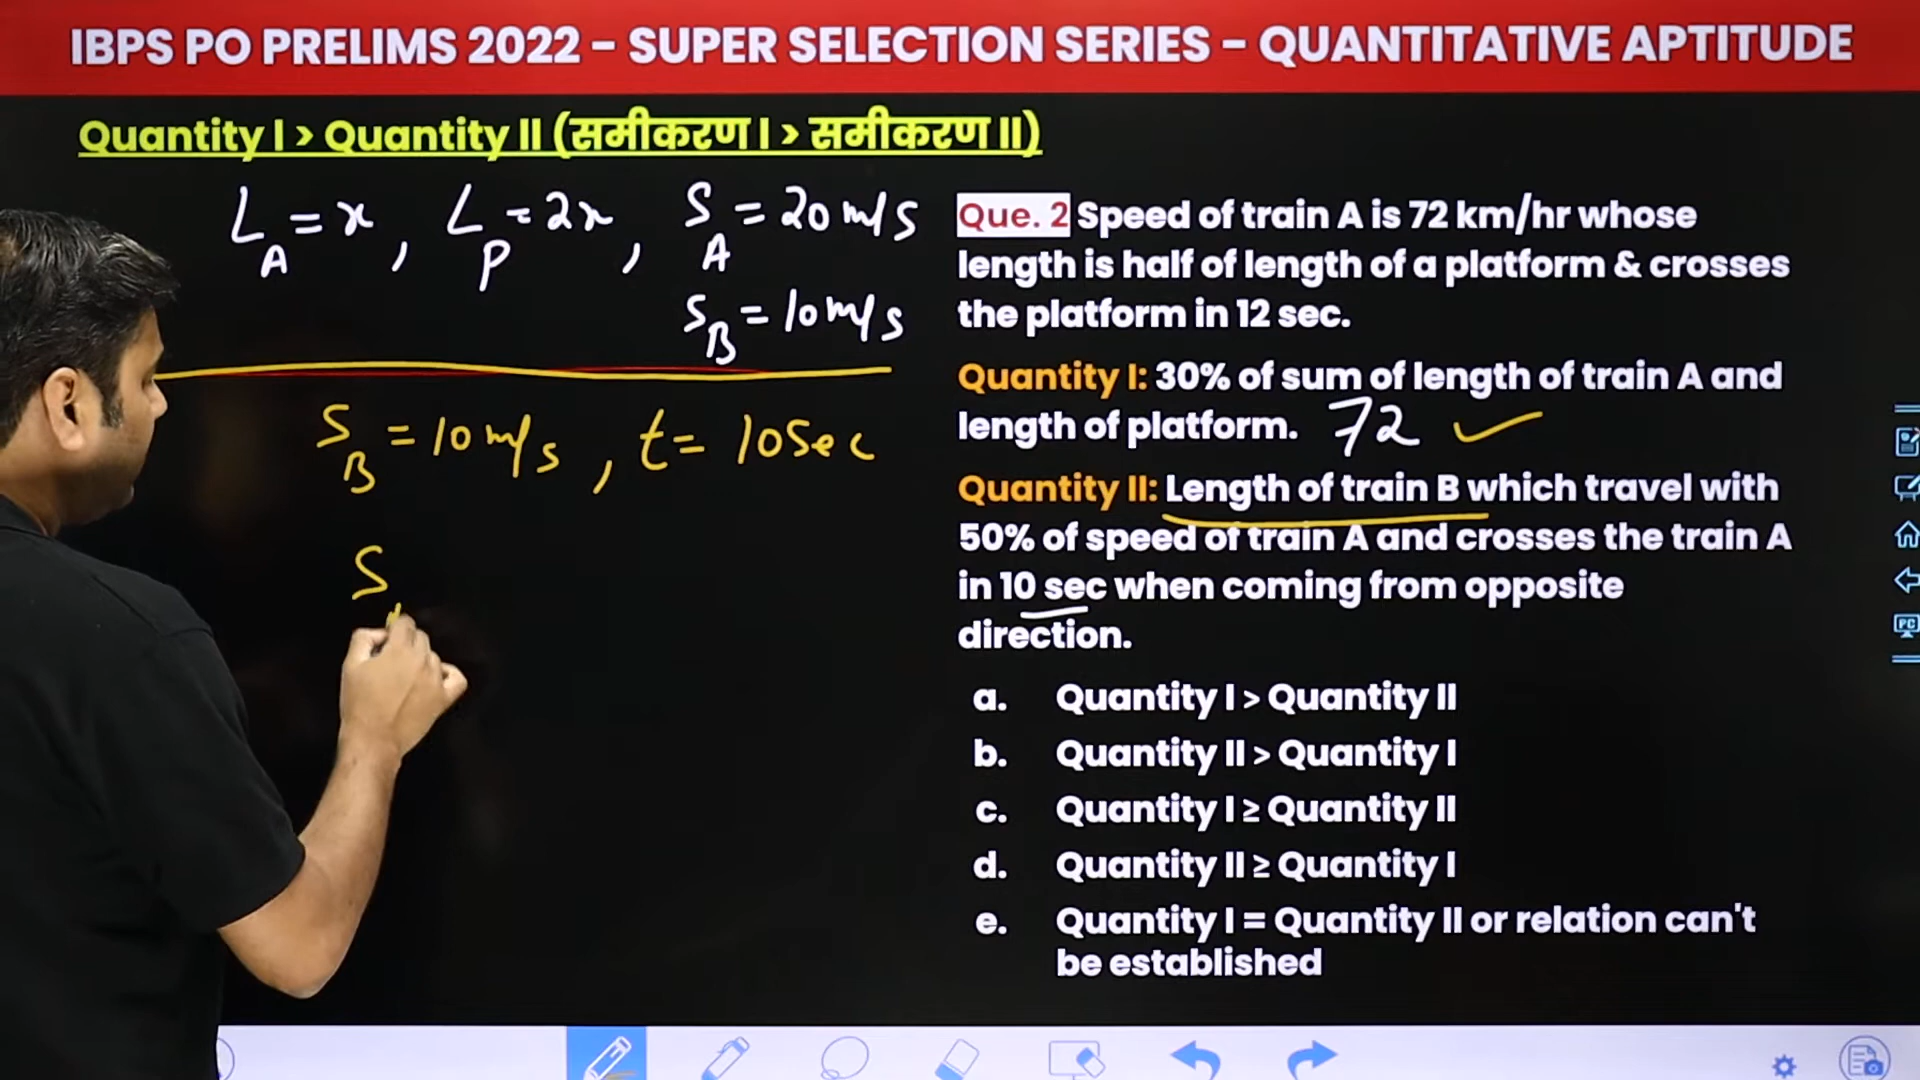 IBPS PO PRELIMS 2022 - SUPER SELECTION SERIES - QUANTITATIVE APTITUDE
Quantity I > Quantity II (समीकरण I > समीकरण II)
L_A = x, L_P = 2x, S_A = 20 m/s
S_B = 10 m/s
S_B = 10 m/s, t = 10 Sec
S
Que. 2 Speed of train A is 72 km/hr whose
length is half of length of a platform & crosses
the platform in 12 sec.
Quantity I: 30% of sum of length of train A and
length of platform. 72 ✓
Quantity II: Length of train B which travel with
50% of speed of train A and crosses the train A
in 10 sec when coming from opposite
direction.
a. Quantity I > Quantity II
b. Quantity II > Quantity I
c. Quantity I ≥ Quantity II
d. Quantity II ≥ Quantity I
e. Quantity I = Quantity II or relation can't
be established
PC